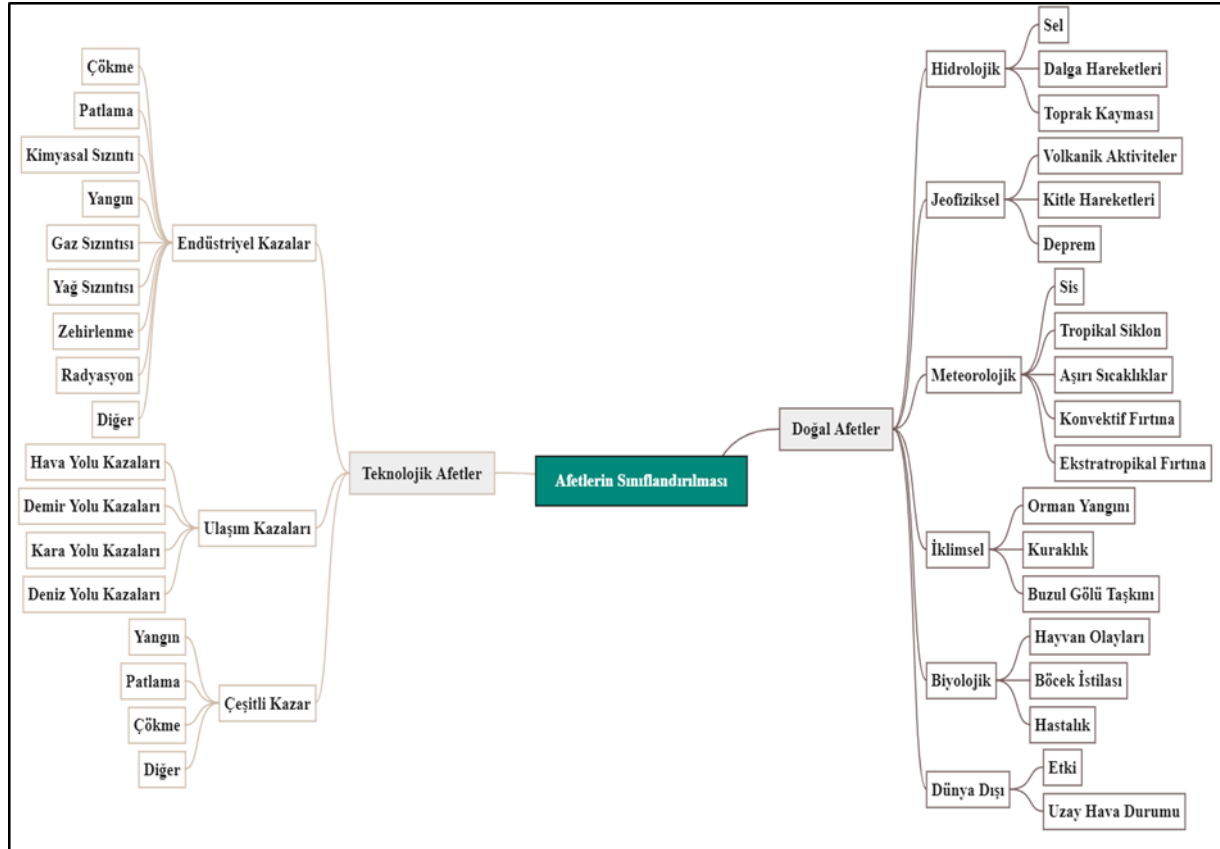 Afetlerin Sınıflandırılması
Teknolojik Afetler
Endüstriyel Kazalar
Çökme
Patlama
Kimyasal Sızıntı
Yangın
Gaz Sızıntısı
Yağ Sızıntısı
Zehirlenme
Radyasyon
Diğer
Ulaşım Kazaları
Hava Yolu Kazaları
Demir Yolu Kazaları
Kara Yolu Kazaları
Deniz Yolu Kazaları
Çeşitli Kazar
Yangın
Patlama
Çökme
Diğer
Doğal Afetler
Hidrolojik
Sel
Dalga Hareketleri
Toprak Kayması
Jeofiziksel
Volkanik Aktiviteler
Kitle Hareketleri
Deprem
Meteorolojik
Sis
Tropikal Siklon
Aşırı Sıcaklıklar
Konvektif Fırtına
Ekstratropikal Fırtına
İklimsel
Orman Yangını
Kuraklık
Buzul Gölü Taşkını
Biyolojik
Hayvan Olayları
Böcek İstilası
Hastalık
Dünya Dışı
Etki
Uzay Hava Durumu